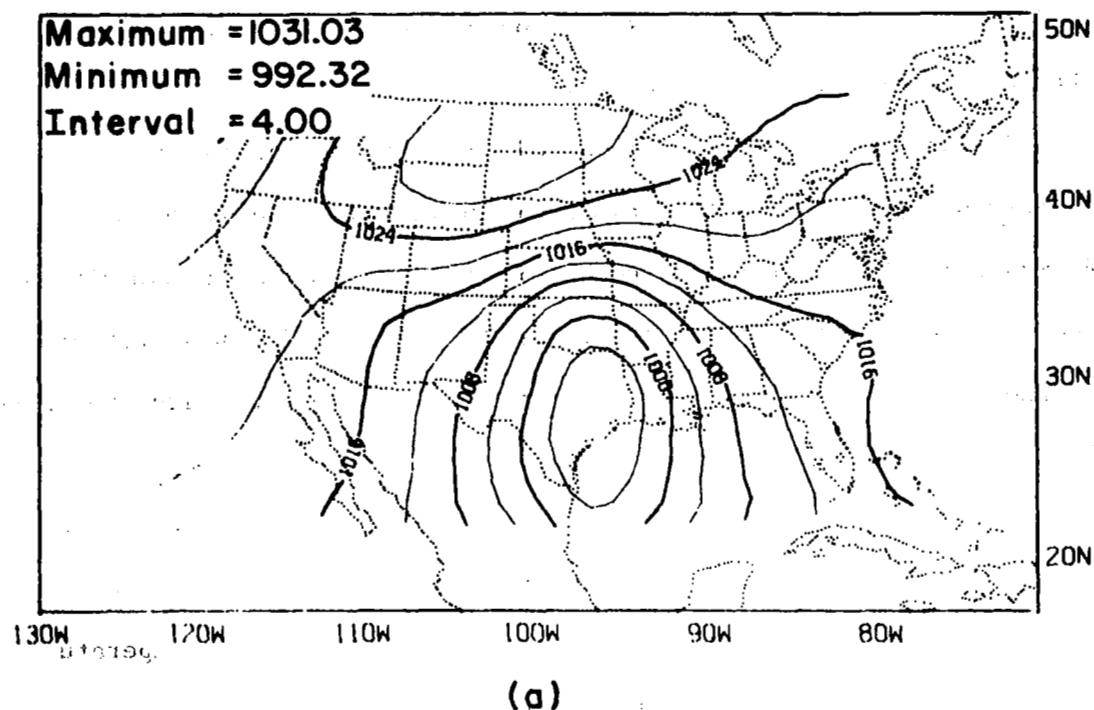 Maximum =1031.03
Minimum =992.32
Interval =4.00
50N
1024
40N
1024
1016
1000
1008
1008
1016
30N
1016
20N
130W 120W 110W 100W 90W 80W
(a)